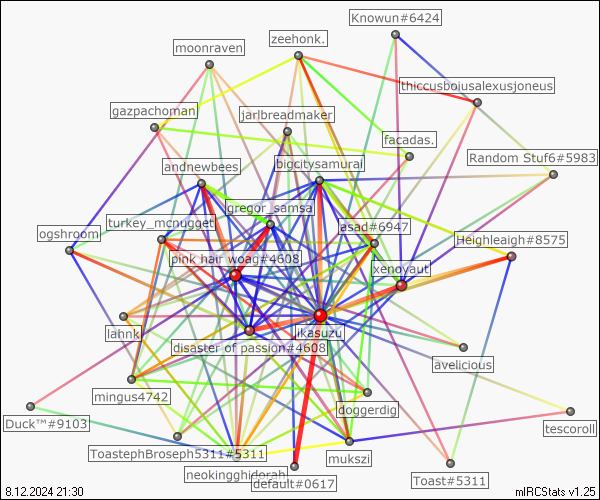 Knowun#6424
zeehonk.
moonraven
thiccusboiusalexusjoneus
gazpachoman
jarlbreadmaker
facadas.
Random Stuf6#5983
andnewbees
bigcitysamurai
gregor_samsa
turkey_mcnugget
asad#6947
ogshroom
Heighleaigh#8575
pink hair woag#4608
xenoyaut
lahnk
jikasuzu
disaster of passion#4608
avelicious
mingus4742
doggerdig
Duck™#9103
tescoroll
ToastephBroseph5311#5311
mukszi
neokingghidorah
Toast#5311
default#0617
8.12.2024 21:30
mIRCStats v1.25